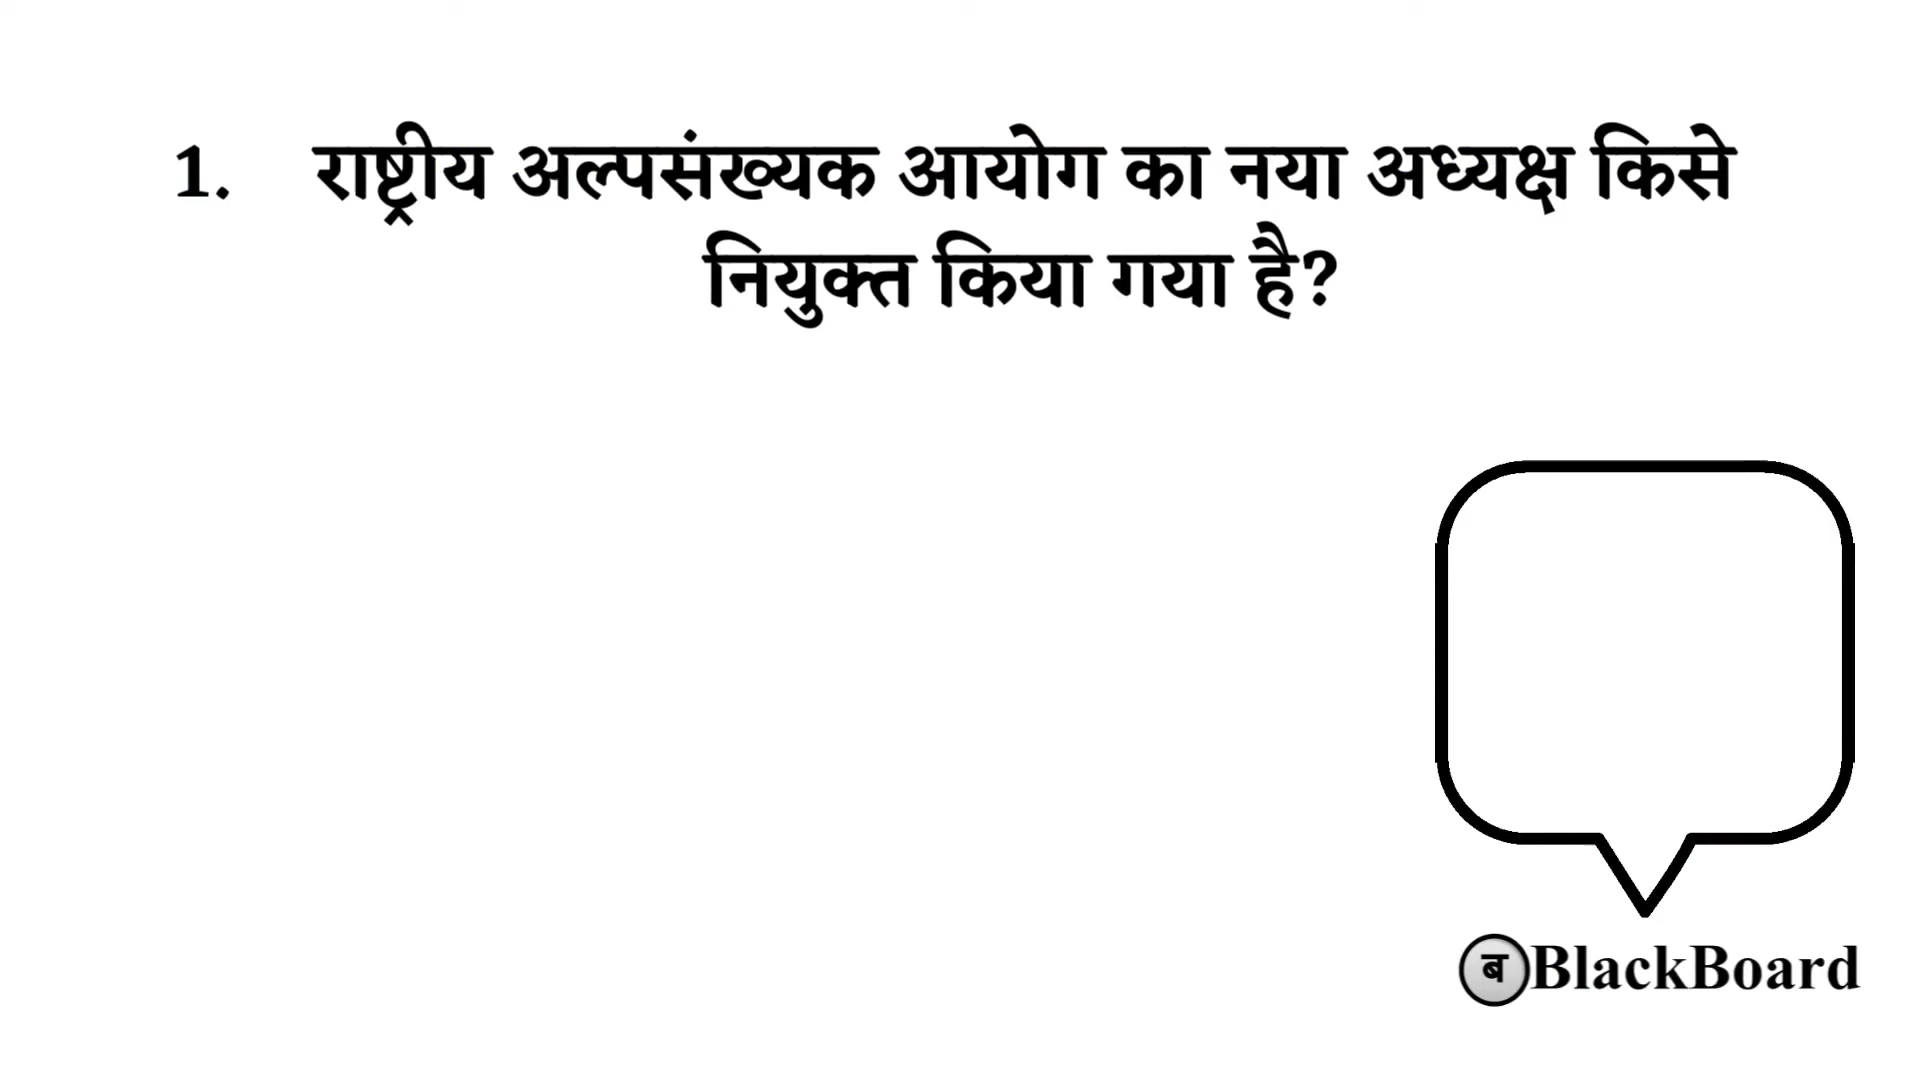 1. राष्ट्रीय अल्पसंख्यक आयोग का नया अध्यक्ष किसे
नियुक्त किया गया है?
ब BlackBoard